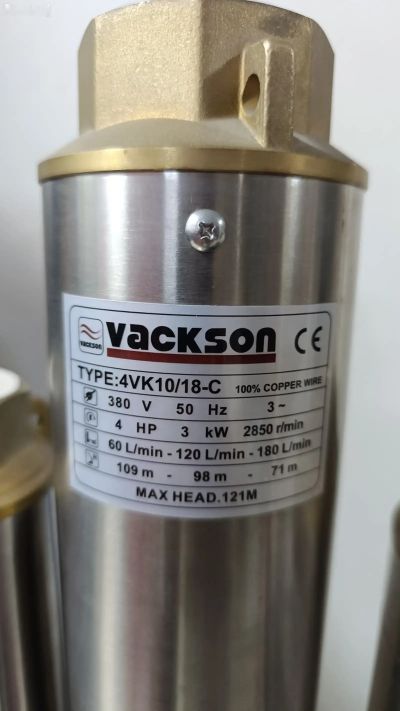 VACKSON
VACKSON CE
TYPE:4VK10/18-C 100% COPPER WIRE
380 V 50 Hz 3~
4 HP 3 kW 2850 r/min
60 L/min - 120 L/min - 180 L/min
109 m - 98 m - 71 m
MAX HEAD.121M